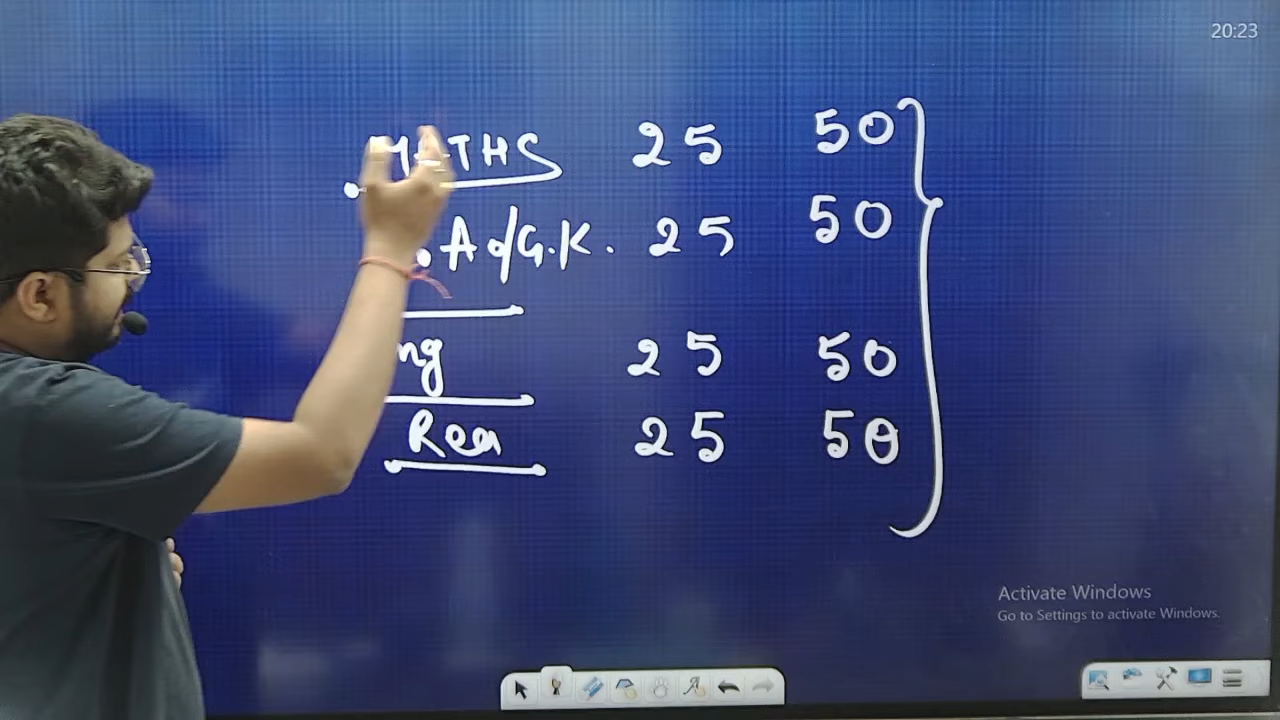 20:23
MATHS 25 50
A/G.K. 25 50
ng 25 50
Rea 25 50
Activate Windows
Go to Settings to activate Windows.